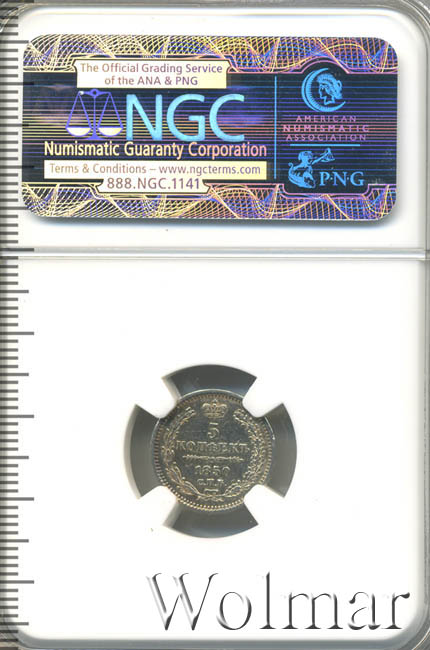 The Official Grading Service
of the ANA & PNG
NGC
Numismatic Guaranty Corporation
Terms & Conditions – www.ngcterms.com
888.NGC.1141
AMERICAN
NUMISMATIC
ASSOCIATION
P·N·G
5
КОПѢЕКЪ
1850
С.П.Б
Wolmar